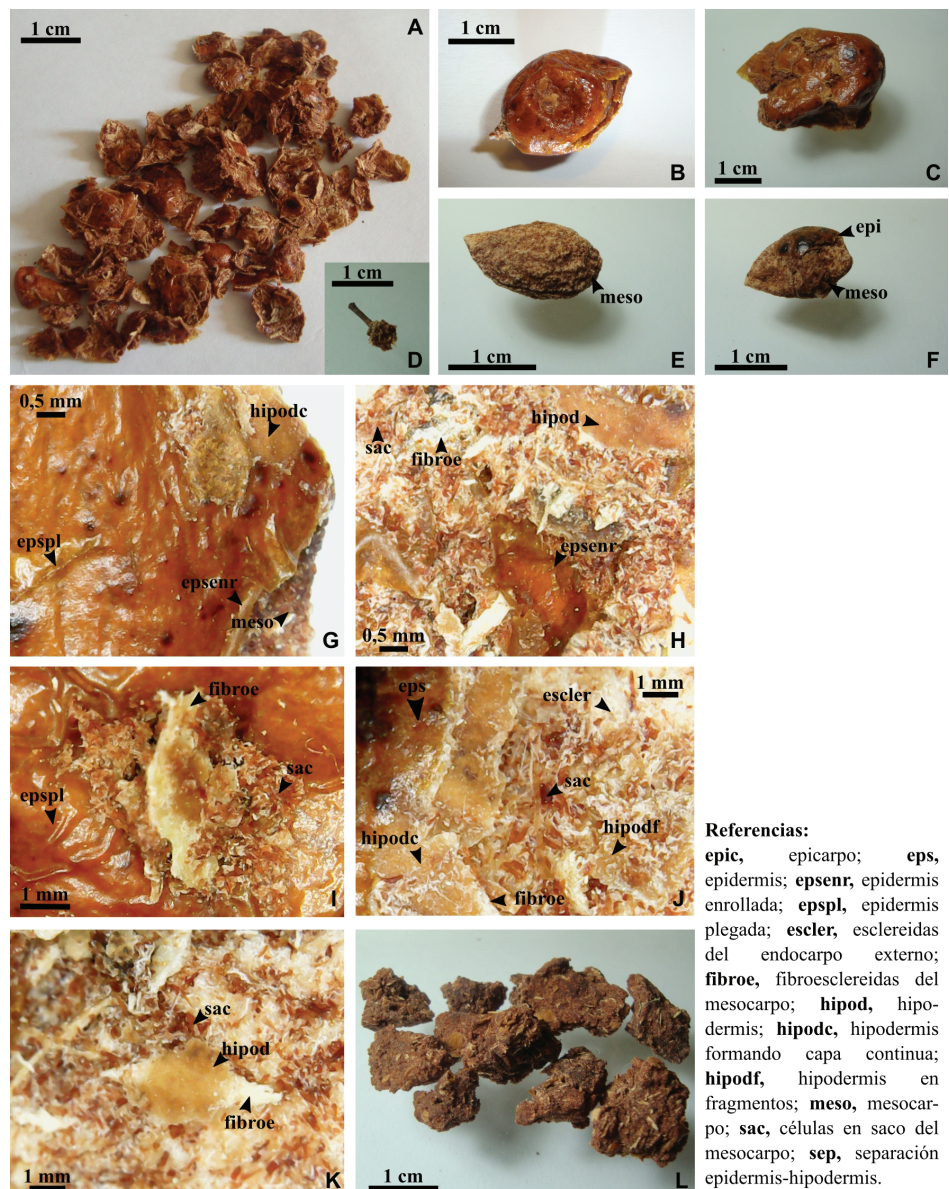 1 cm
A
1 cm
B
1 cm
C
1 cm
D
meso
1 cm
E
epi
meso
1 cm
F
0,5 mm
hipodc
epspl
epsenr
meso
G
sac
fibroe
hipod
epsenr
0,5 mm
H
fibroe
sac
epspl
1 mm
I
eps
escler
1 mm
sac
hipodc
hipodf
fibroe
J
sac
hipod
fibroe
1 mm
K
1 cm
L
Referencias:
epic, epicarpo; eps,
epidermis; epsenr, epidermis
enrollada; epspl, epidermis
plegada; escler, esclereidas
del endocarpo externo;
fibroe, fibroesclereidas del
mesocarpo; hipod, hipo-
dermis; hipodc, hipodermis
formando capa continua;
hipodf, hipodermis en
fragmentos; meso, mesocar-
po; sac, células en saco del
mesocarpo; sep, separación
epidermis-hipodermis.